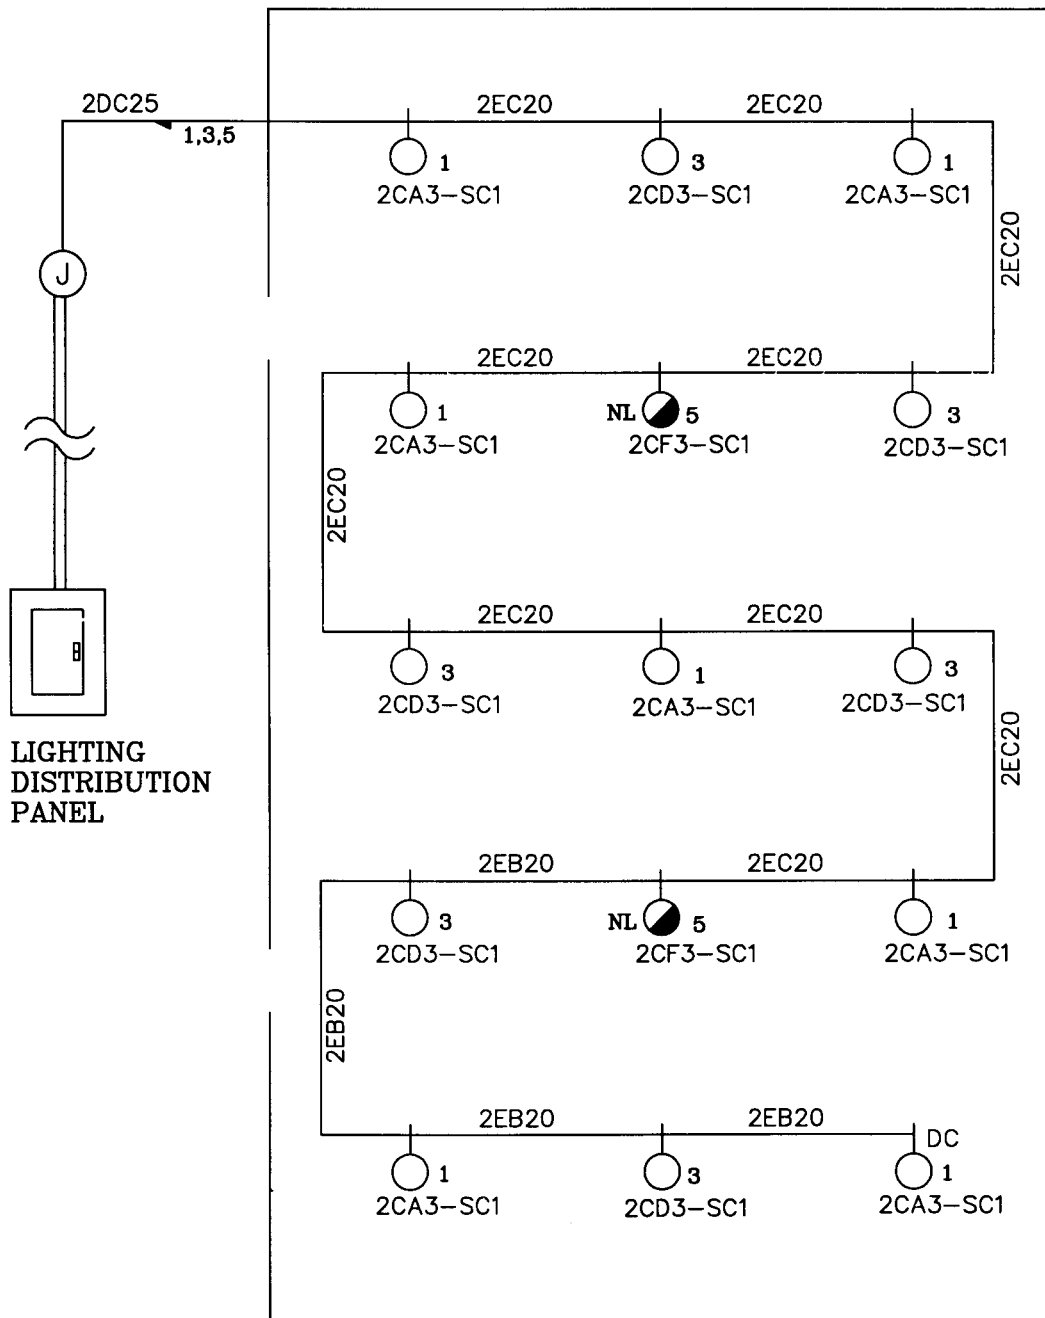 2DC25
1,3,5
2EC20
2EC20
1
3
1
2CA3-SC1
2CD3-SC1
2CA3-SC1
2EC20
J
2EC20
2EC20
1
NL
5
3
2CA3-SC1
2CF3-SC1
2CD3-SC1
2EC20
2EC20
2EC20
3
1
3
2CD3-SC1
2CA3-SC1
2CD3-SC1
2EC20
LIGHTING
DISTRIBUTION
PANEL
2EB20
2EC20
3
NL
5
1
2CD3-SC1
2CF3-SC1
2CA3-SC1
2EB20
2EB20
2EB20
DC
1
3
1
2CA3-SC1
2CD3-SC1
2CA3-SC1